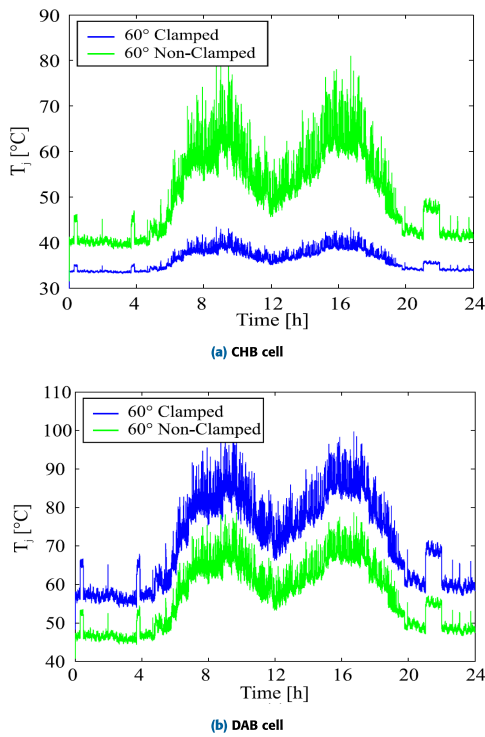 90
80
70
60
50
40
30
T_j [°C]
60° Clamped
60° Non-Clamped
0 4 8 12 16 20 24
Time [h]
(a) CHB cell
110
100
90
80
70
60
50
40
T_j [°C]
60° Clamped
60° Non-Clamped
0 4 8 12 16 20 24
Time [h]
(b) DAB cell